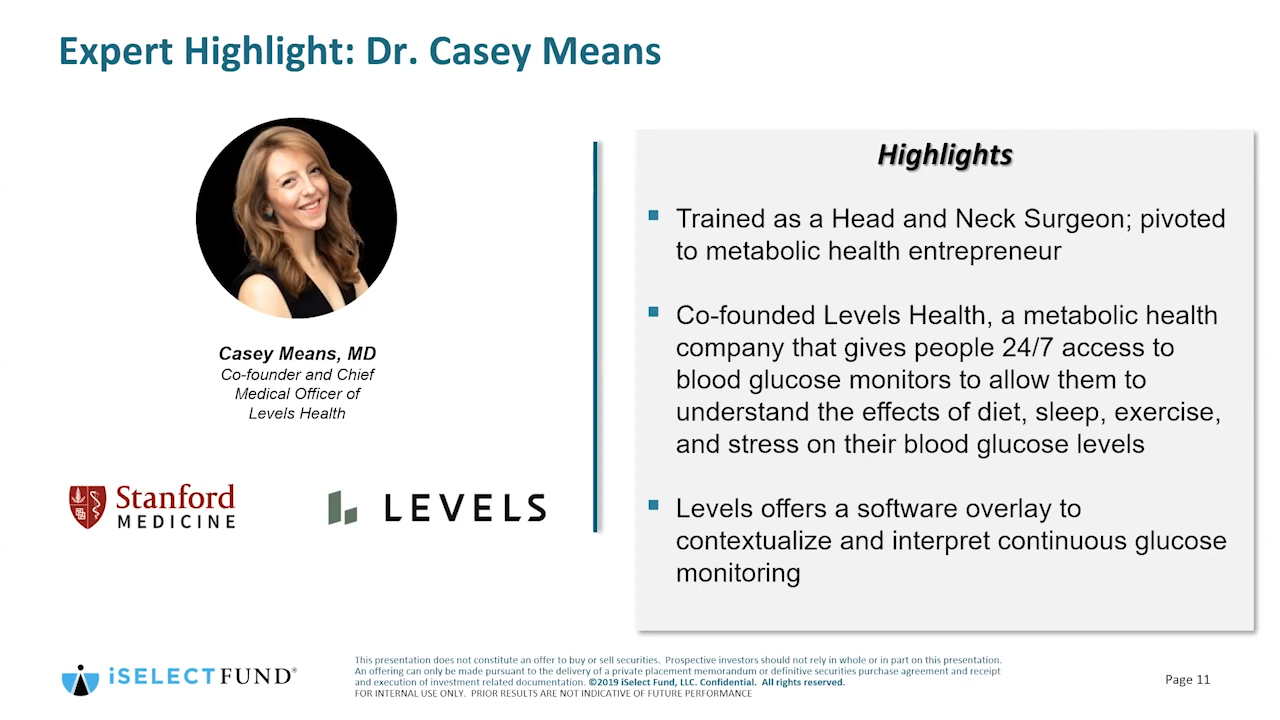 Expert Highlight: Dr. Casey Means
Casey Means, MD
Co-founder and Chief
Medical Officer of
Levels Health
Stanford
MEDICINE
LEVELS
Highlights
Trained as a Head and Neck Surgeon; pivoted
to metabolic health entrepreneur
Co-founded Levels Health, a metabolic health
company that gives people 24/7 access to
blood glucose monitors to allow them to
understand the effects of diet, sleep, exercise,
and stress on their blood glucose levels
Levels offers a software overlay to
contextualize and interpret continuous glucose
monitoring
iSELECTFUND®
This presentation does not constitute an offer to buy or sell securities.  Prospective investors should not rely in whole or in part on this presentation.
An offering can only be made pursuant to the delivery of a private placement memorandum or definitive securities purchase agreement and receipt
and execution of investment related documentation. ©2019 iSelect Fund, LLC. Confidential.  All rights reserved.
FOR INTERNAL USE ONLY.  PRIOR RESULTS ARE NOT INDICATIVE OF FUTURE PERFORMANCE
Page 11